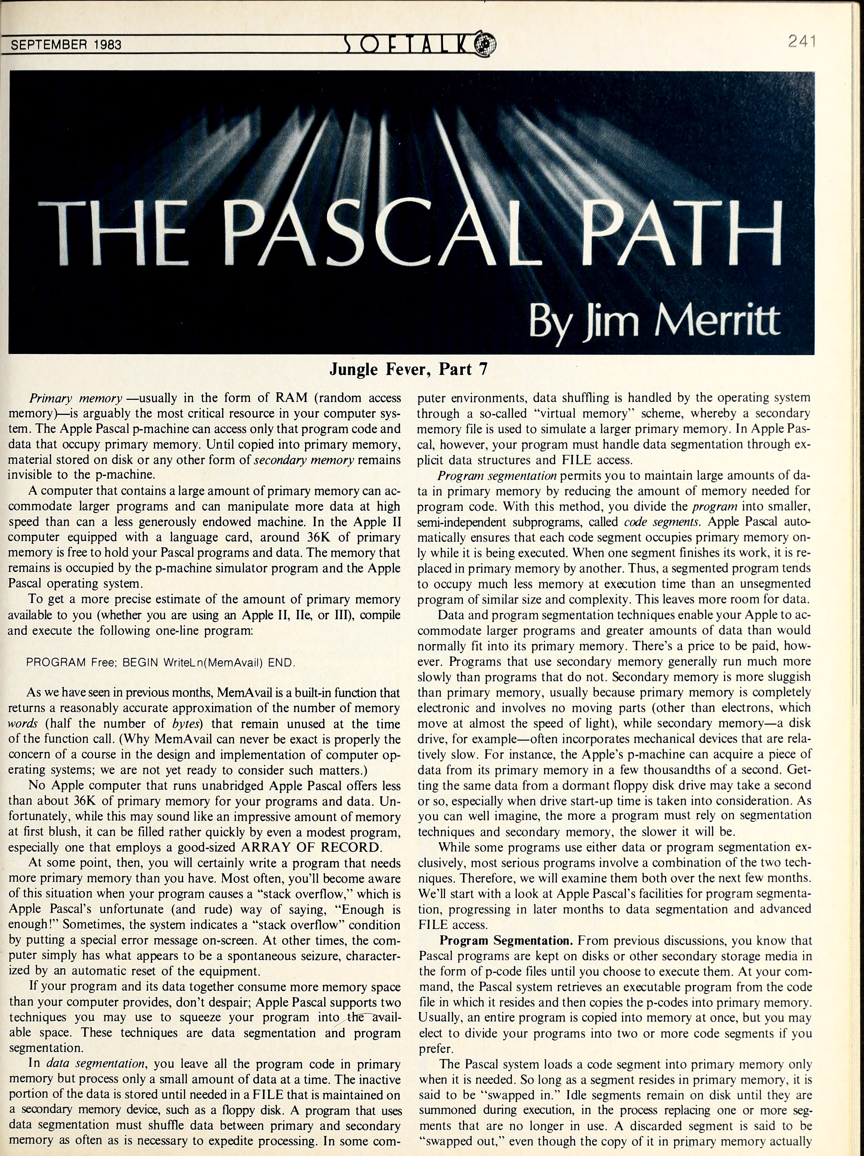 SEPTEMBER 1983
SOFTALK
241
THE PASCAL PATH
By Jim Merritt
Jungle Fever, Part 7
Primary memory —usually in the form of RAM (random access
memory)—is arguably the most critical resource in your computer sys-
tem. The Apple Pascal p-machine can access only that program code and
data that occupy primary memory. Until copied into primary memory,
material stored on disk or any other form of secondary memory remains
invisible to the p-machine.
A computer that contains a large amount of primary memory can ac-
commodate larger programs and can manipulate more data at high
speed than can a less generously endowed machine. In the Apple II
computer equipped with a language card, around 36K of primary
memory is free to hold your Pascal programs and data. The memory that
remains is occupied by the p-machine simulator program and the Apple
Pascal operating system.
To get a more precise estimate of the amount of primary memory
available to you (whether you are using an Apple II, IIe, or III), compile
and execute the following one-line program:
PROGRAM Free; BEGIN WriteLn(MemAvail) END.
As we have seen in previous months, MemAvail is a built-in function that
returns a reasonably accurate approximation of the number of memory
words (half the number of bytes) that remain unused at the time
of the function call. (Why MemAvail can never be exact is properly the
concern of a course in the design and implementation of computer op-
erating systems; we are not yet ready to consider such matters.)
No Apple computer that runs unabridged Apple Pascal offers less
than about 36K of primary memory for your programs and data. Un-
fortunately, while this may sound like an impressive amount of memory
at first blush, it can be filled rather quickly by even a modest program,
especially one that employs a good-sized ARRAY OF RECORD.
At some point, then, you will certainly write a program that needs
more primary memory than you have. Most often, you'll become aware
of this situation when your program causes a “stack overflow,” which is
Apple Pascal's unfortunate (and rude) way of saying, “Enough is
enough!” Sometimes, the system indicates a “stack overflow” condition
by putting a special error message on-screen. At other times, the com-
puter simply has what appears to be a spontaneous seizure, character-
ized by an automatic reset of the equipment.
If your program and its data together consume more memory space
than your computer provides, don't despair; Apple Pascal supports two
techniques you may use to squeeze your program into the avail-
able space. These techniques are data segmentation and program
segmentation.
In data segmentation, you leave all the program code in primary
memory but process only a small amount of data at a time. The inactive
portion of the data is stored until needed in a FILE that is maintained on
a secondary memory device, such as a floppy disk. A program that uses
data segmentation must shuffle data between primary and secondary
memory as often as is necessary to expedite processing. In some com-
puter environments, data shuffling is handled by the operating system
through a so-called “virtual memory” scheme, whereby a secondary
memory file is used to simulate a larger primary memory. In Apple Pas-
cal, however, your program must handle data segmentation through ex-
plicit data structures and FILE access.
Program segmentation permits you to maintain large amounts of da-
ta in primary memory by reducing the amount of memory needed for
program code. With this method, you divide the program into smaller,
semi-independent subprograms, called code segments. Apple Pascal auto-
matically ensures that each code segment occupies primary memory on-
ly while it is being executed. When one segment finishes its work, it is re-
placed in primary memory by another. Thus, a segmented program tends
to occupy much less memory at execution time than an unsegmented
program of similar size and complexity. This leaves more room for data.
Data and program segmentation techniques enable your Apple to ac-
commodate larger programs and greater amounts of data than would
normally fit into its primary memory. There's a price to be paid, how-
ever. Programs that use secondary memory generally run much more
slowly than programs that do not. Secondary memory is more sluggish
than primary memory, usually because primary memory is completely
electronic and involves no moving parts (other than electrons, which
move at almost the speed of light), while secondary memory—a disk
drive, for example—often incorporates mechanical devices that are rela-
tively slow. For instance, the Apple's p-machine can acquire a piece of
data from its primary memory in a few thousandths of a second. Get-
ting the same data from a dormant floppy disk drive may take a second
or so, especially when drive start-up time is taken into consideration. As
you can well imagine, the more a program must rely on segmentation
techniques and secondary memory, the slower it will be.
While some programs use either data or program segmentation ex-
clusively, most serious programs involve a combination of the two tech-
niques. Therefore, we will examine them both over the next few months.
We'll start with a look at Apple Pascal's facilities for program segmenta-
tion, progressing in later months to data segmentation and advanced
FILE access.
Program Segmentation. From previous discussions, you know that
Pascal programs are kept on disks or other secondary storage media in
the form of p-code files until you choose to execute them. At your com-
mand, the Pascal system retrieves an executable program from the code
file in which it resides and then copies the p-codes into primary memory.
Usually, an entire program is copied into memory at once, but you may
elect to divide your programs into two or more code segments if you
prefer.
The Pascal system loads a code segment into primary memory only
when it is needed. So long as a segment resides in primary memory, it is
said to be “swapped in.” Idle segments remain on disk until they are
summoned during execution, in the process replacing one or more seg-
ments that are no longer in use. A discarded segment is said to be
“swapped out,” even though the copy of it in primary memory actually